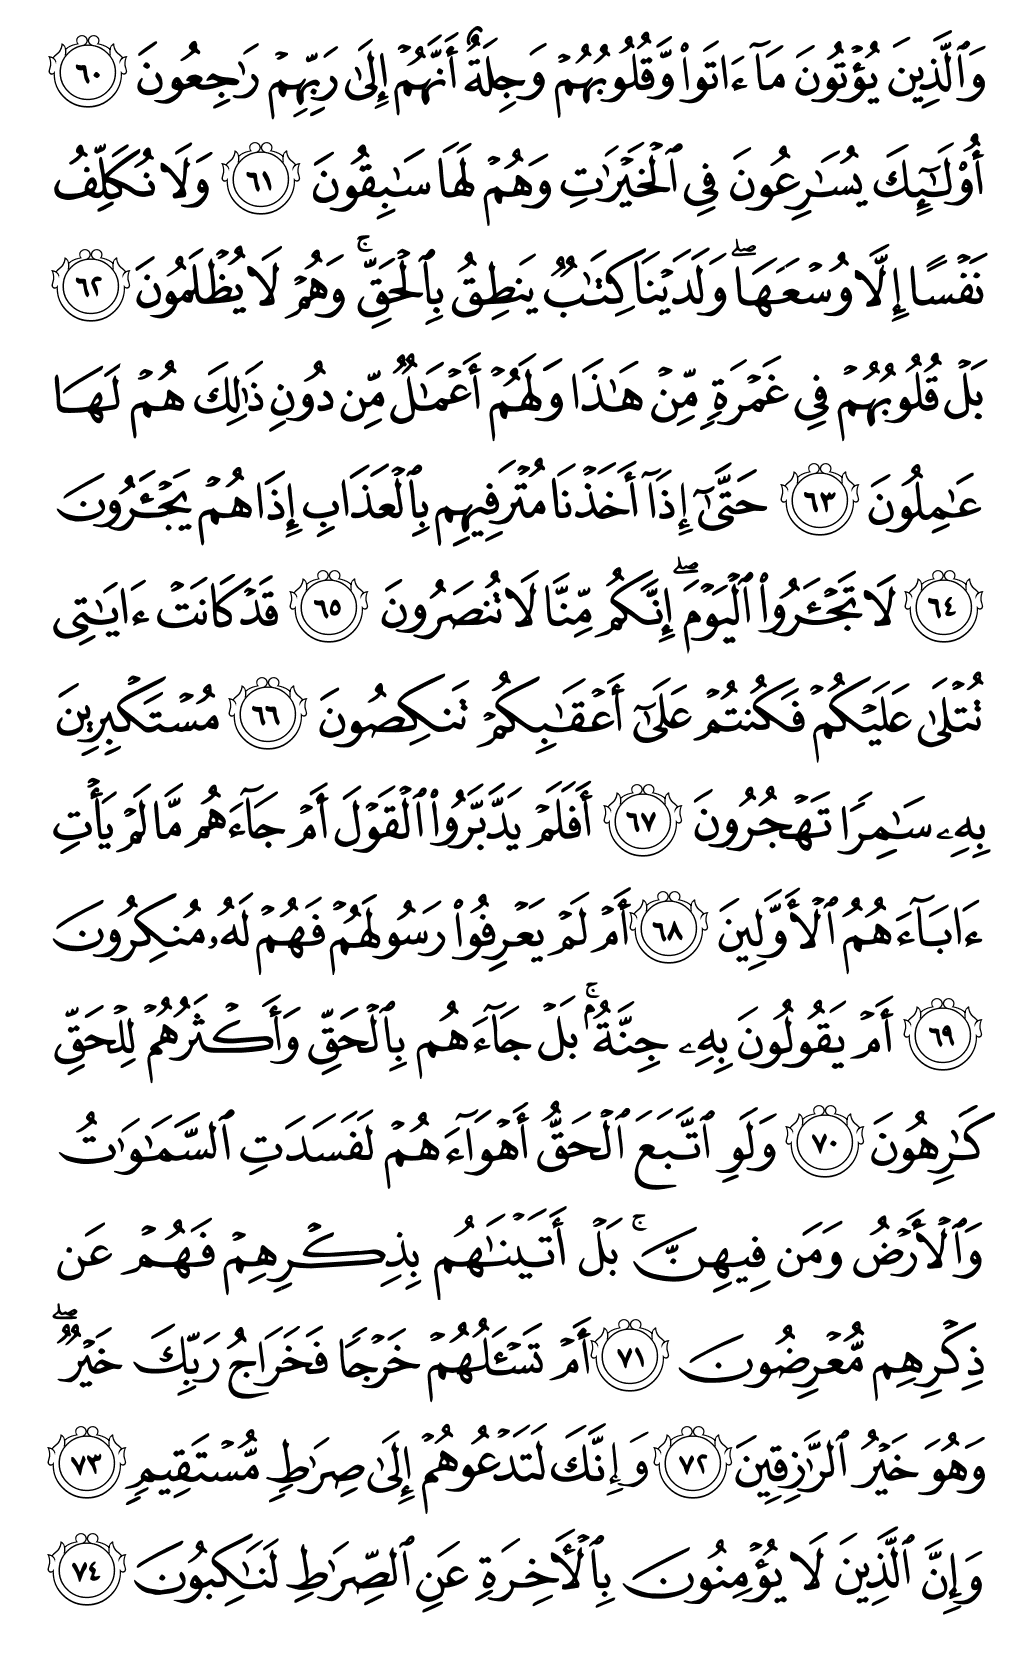 وَٱلَّذِينَ يُؤْتُونَ مَآ ءَاتَوا۟ وَّقُلُوبُهُمْ وَجِلَةٌ أَنَّهُمْ إِلَىٰ رَبِّهِمْ رَٰجِعُونَ ٦٠
أُو۟لَـٰٓئِكَ يُسَـٰرِعُونَ فِى ٱلْخَيْرَٰتِ وَهُمْ لَهَا سَـٰبِقُونَ ٦١ وَلَا نُكَلِّفُ
نَفْسًا إِلَّا وُسْعَهَا ۖ وَلَدَيْنَا كِتَـٰبٌ يَنطِقُ بِٱلْحَقِّ ۚ وَهُمْ لَا يُظْلَمُونَ ٦٢
بَلْ قُلُوبُهُمْ فِى غَمْرَةٍ مِّنْ هَـٰذَا وَلَهُمْ أَعْمَـٰلٌ مِّن دُونِ ذَٰلِكَ هُمْ لَهَا
عَـٰمِلُونَ ٦٣ حَتَّىٰٓ إِذَآ أَخَذْنَا مُتْرَفِيهِم بِٱلْعَذَابِ إِذَا هُمْ يَجْـَٔرُونَ
٦٤ لَا تَجْـَٔرُوا۟ ٱلْيَوْمَ ۖ إِنَّكُم مِّنَّا لَا تُنصَرُونَ ٦٥ قَدْ كَانَتْ ءَايَـٰتِى
تُتْلَىٰ عَلَيْكُمْ فَكُنتُمْ عَلَىٰٓ أَعْقَـٰبِكُمْ تَنكِصُونَ ٦٦ مُسْتَكْبِرِينَ
بِهِۦ سَـٰمِرًا تَهْجُرُونَ ٦٧ أَفَلَمْ يَدَّبَّرُوا۟ ٱلْقَوْلَ أَمْ جَآءَهُم مَّا لَمْ يَأْتِ
ءَابَآءَهُمُ ٱلْأَوَّلِينَ ٦٨ أَمْ لَمْ يَعْرِفُوا۟ رَسُولَهُمْ فَهُمْ لَهُۥ مُنكِرُونَ
٦٩ أَمْ يَقُولُونَ بِهِۦ جِنَّةٌۢ ۚ بَلْ جَآءَهُم بِٱلْحَقِّ وَأَكْثَرُهُمْ لِلْحَقِّ
كَـٰرِهُونَ ٧٠ وَلَوِ ٱتَّبَعَ ٱلْحَقُّ أَهْوَآءَهُمْ لَفَسَدَتِ ٱلسَّمَـٰوَٰتُ
وَٱلْأَرْضُ وَمَن فِيهِنَّ ۚ بَلْ أَتَيْنَـٰهُم بِذِكْرِهِمْ فَهُمْ عَن
ذِكْرِهِم مُّعْرِضُونَ ٧١ أَمْ تَسْـَٔلُهُمْ خَرْجًا فَخَرَاجُ رَبِّكَ خَيْرٌ ۖ
وَهُوَ خَيْرُ ٱلرَّٰزِقِينَ ٧٢ وَإِنَّكَ لَتَدْعُوهُمْ إِلَىٰ صِرَٰطٍ مُّسْتَقِيمٍ ٧٣
وَإِنَّ ٱلَّذِينَ لَا يُؤْمِنُونَ بِٱلْـَٔاخِرَةِ عَنِ ٱلصِّرَٰطِ لَنَـٰكِبُونَ ٧٤